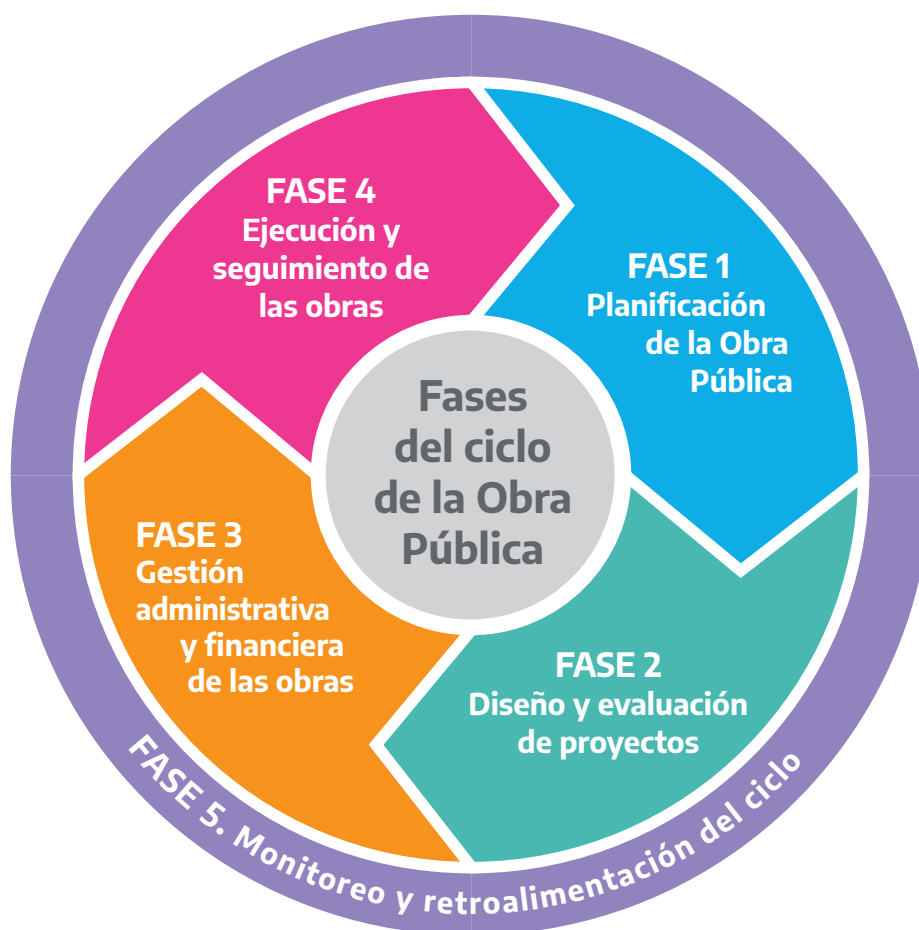 Fases
del ciclo
de la Obra
Pública
FASE 1
Planificación
de la Obra
Pública
FASE 2
Diseño y evaluación
de proyectos
FASE 3
Gestión
administrativa
y financiera
de las obras
FASE 4
Ejecución y
seguimiento de
las obras
FASE 5. Monitoreo y retroalimentación del ciclo